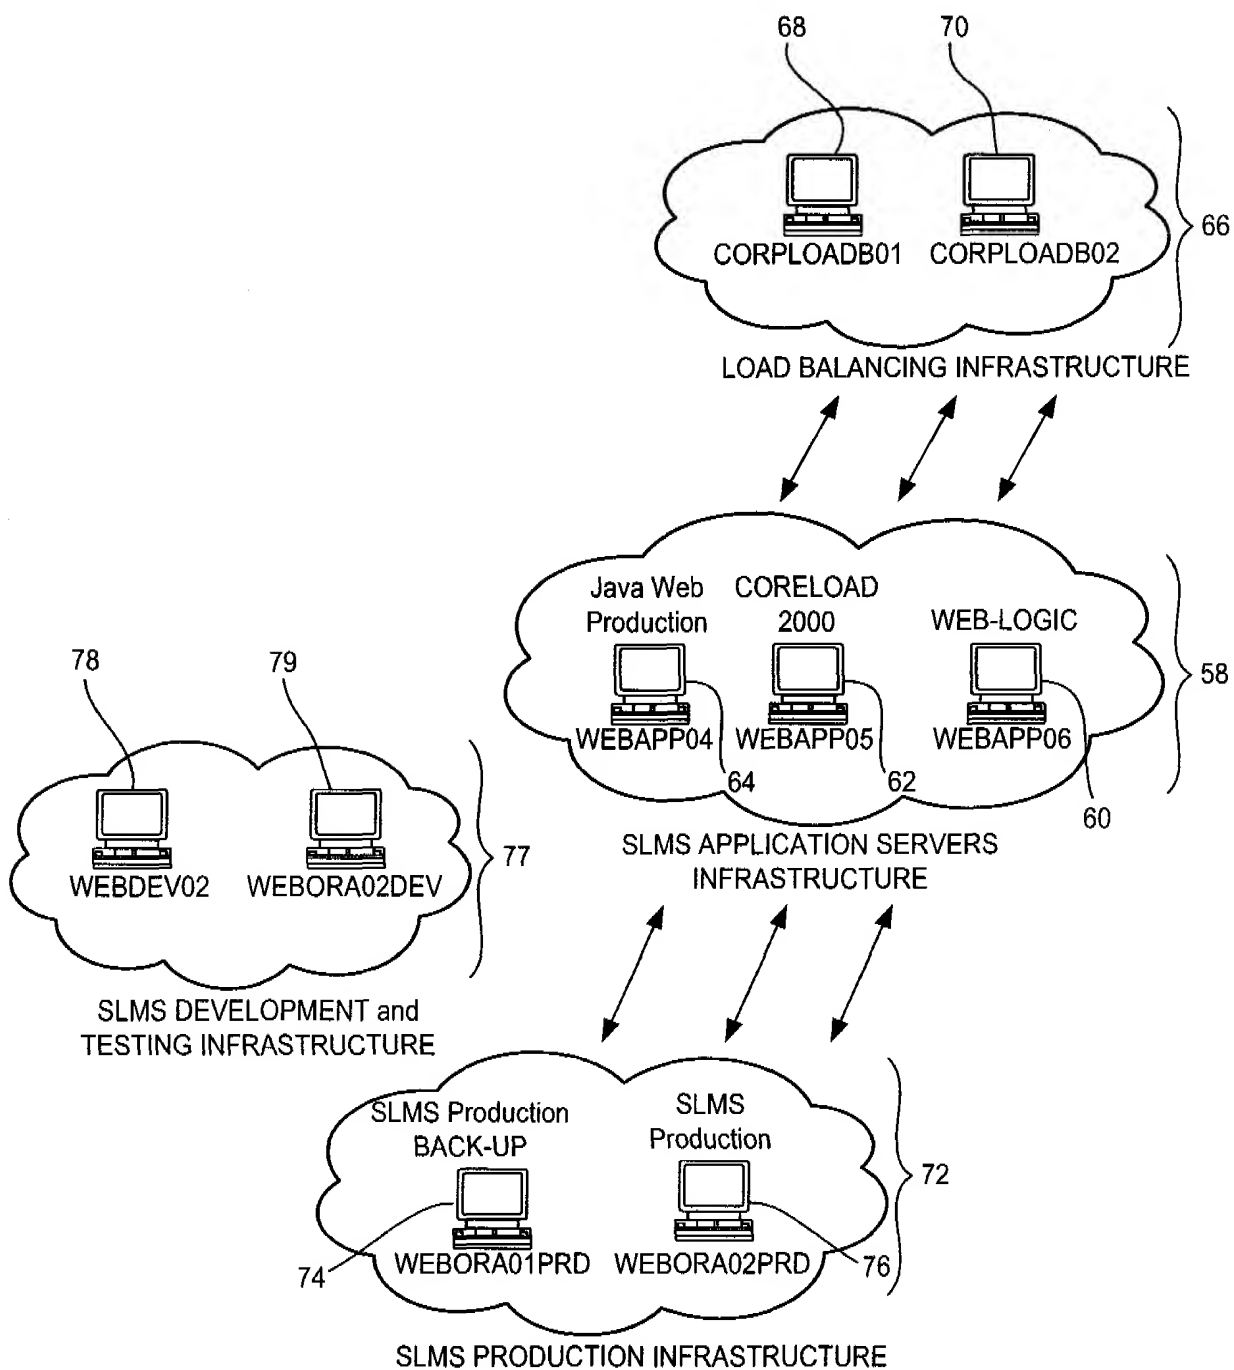 68
70
CORPLOADB01
CORPLOADB02
66
LOAD BALANCING INFRASTRUCTURE
Java Web
Production
CORELOAD
2000
WEB-LOGIC
58
WEBAPP04
WEBAPP05
WEBAPP06
64
62
60
SLMS APPLICATION SERVERS
INFRASTRUCTURE
78
79
WEBDEV02
WEBORA02DEV
77
SLMS DEVELOPMENT and
TESTING INFRASTRUCTURE
SLMS Production
BACK-UP
SLMS
Production
72
74
WEBORA01PRD
WEBORA02PRD
76
SLMS PRODUCTION INFRASTRUCTURE